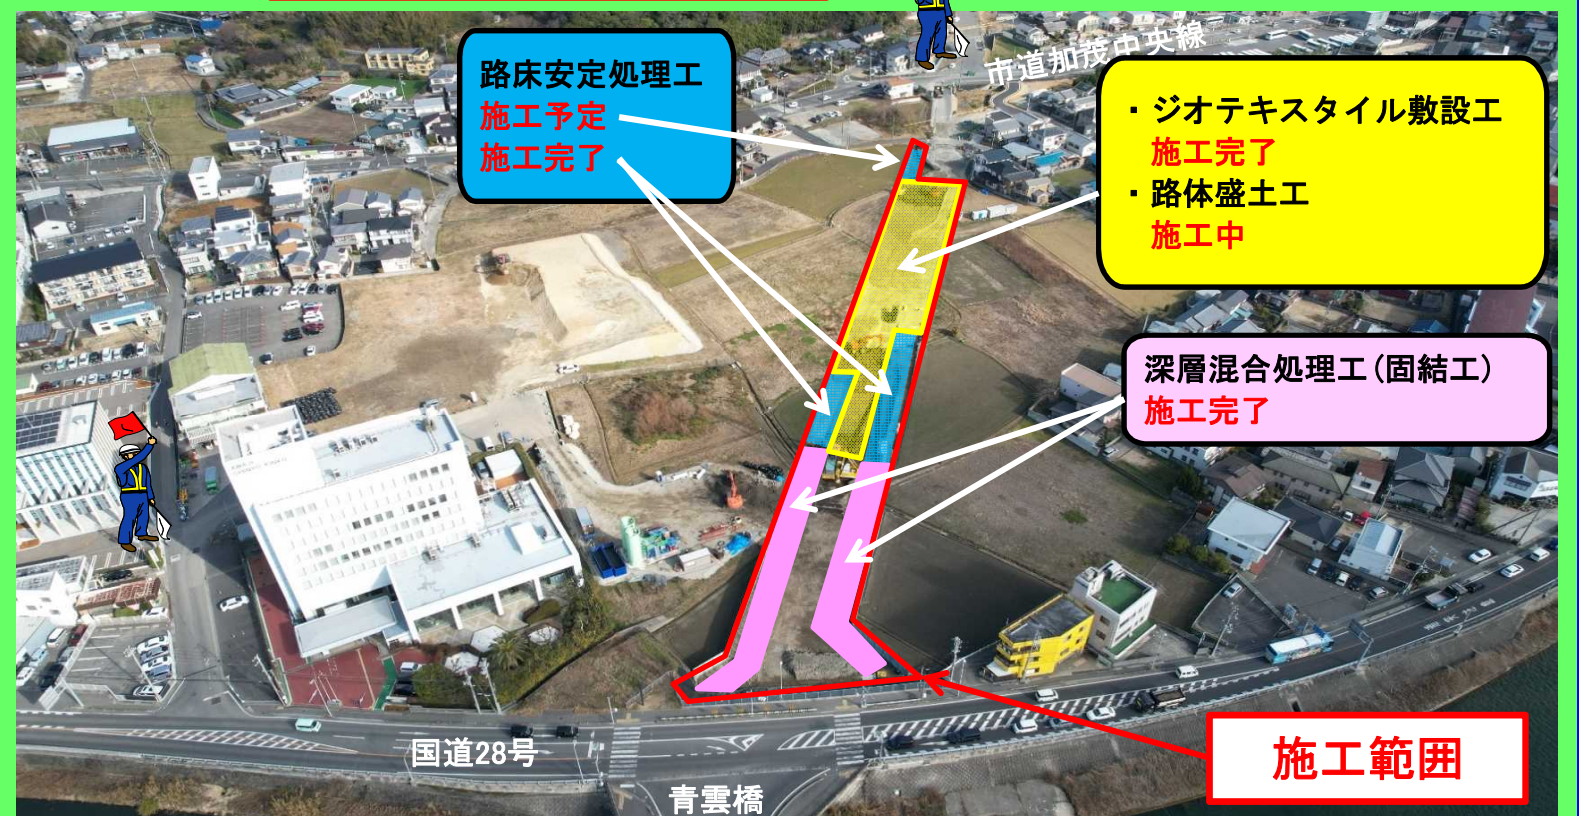 市道加茂中央線
路床安定処理工
施工予定
施工完了
・ジオテキスタイル敷設工
施工完了
・路体盛土工
施工中
深層混合処理工(固結工)
施工完了
施工範囲
国道28号
青雲橋